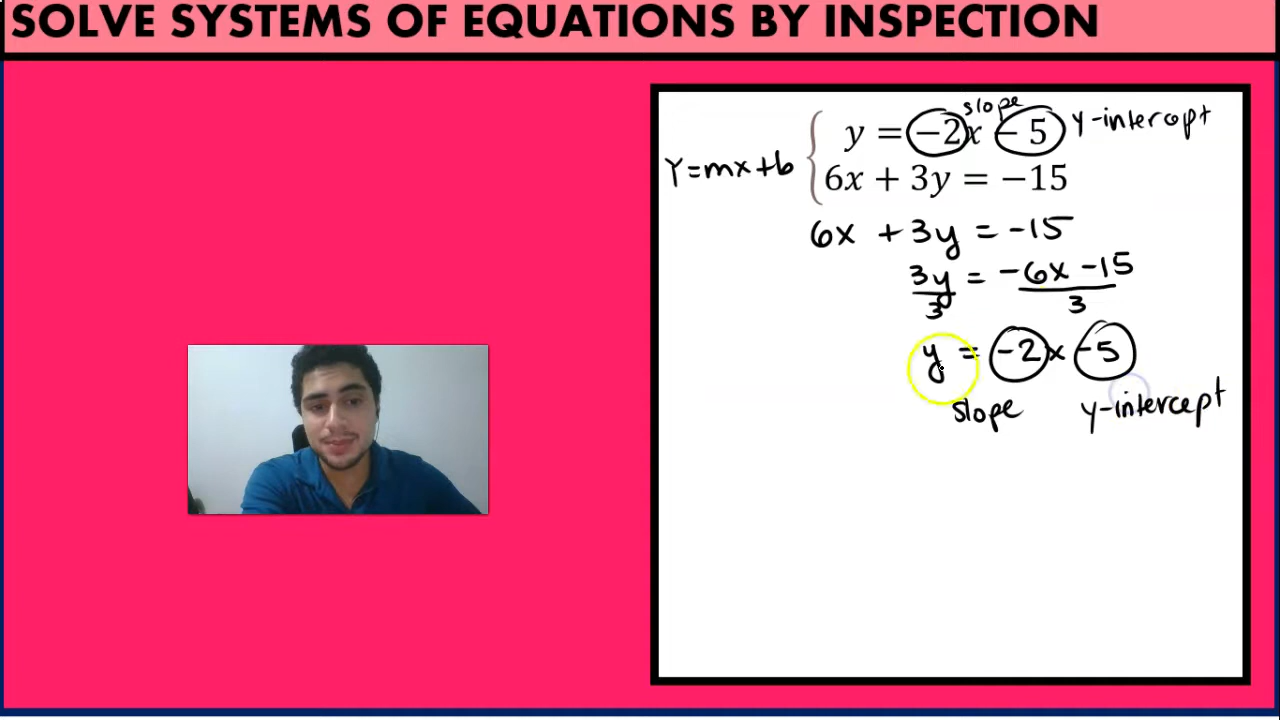 SOLVE SYSTEMS OF EQUATIONS BY INSPECTION
slope
y = −2x − 5 y-intercept
Y=mx+b
6x + 3y = −15
6x + 3y = -15
3y = -6x -15
3 3
y = -2x -5
slope y-intercept